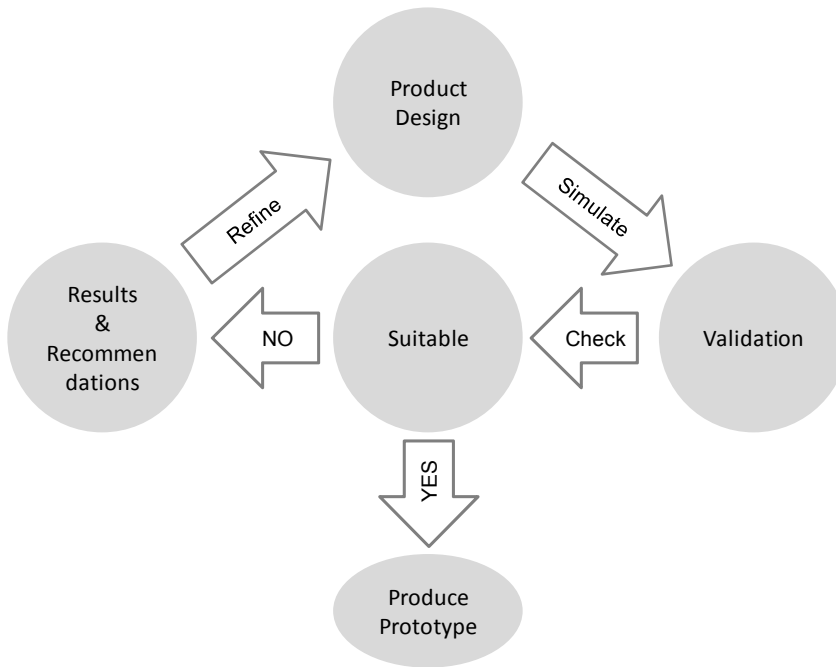 Product
Design
Refine
Simulate
Results
&
Recommen
dations
NO
Suitable
Check
Validation
YES
Produce
Prototype